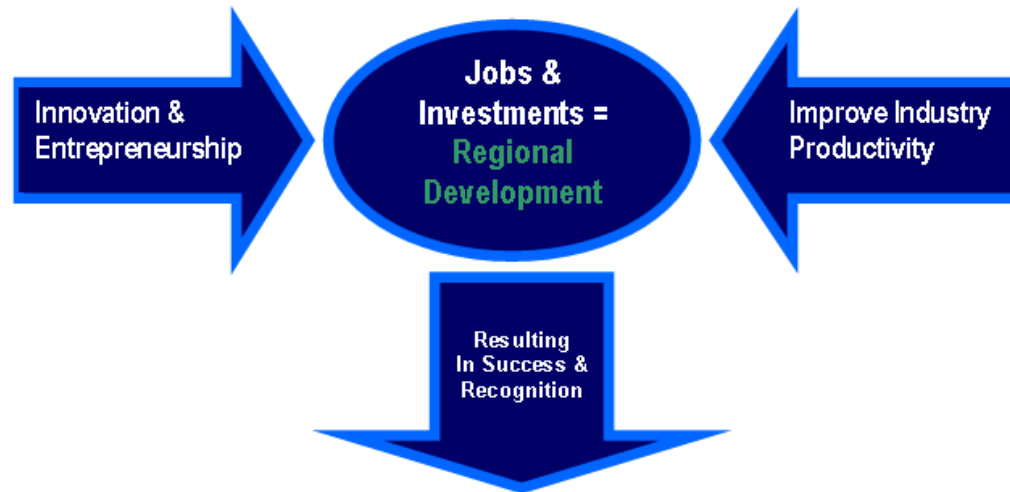 Innovation &
Entrepreneurship
Jobs &
Investments =
Regional
Development
Improve Industry
Productivity
Resulting
In Success &
Recognition